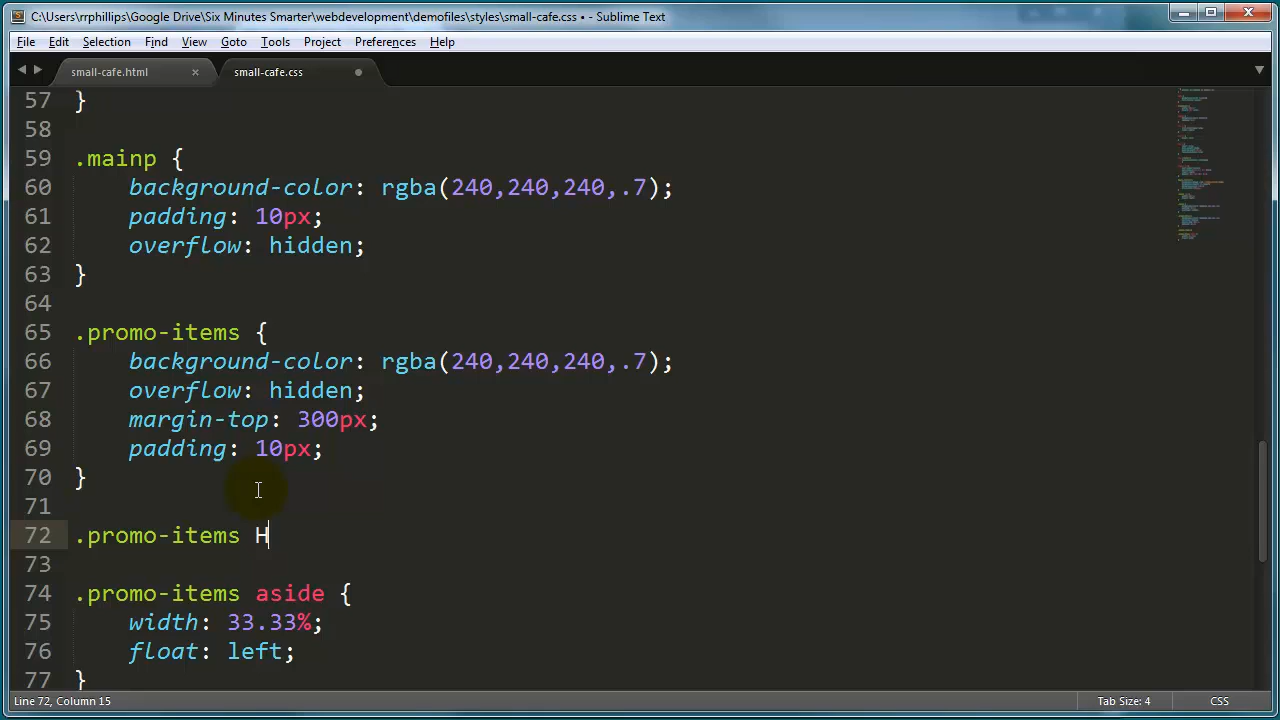 C:\Users\rrphillips\Google Drive\Six Minutes Smarter\webdevelopment\demofiles\styles\small-cafe.css • - Sublime Text
File Edit Selection Find View Goto Tools Project Preferences Help
small-cafe.html × small-cafe.css
57 }
58
59 .mainp {
60 background-color: rgba(240,240,240,.7);
61 padding: 10px;
62 overflow: hidden;
63 }
64
65 .promo-items {
66 background-color: rgba(240,240,240,.7);
67 overflow: hidden;
68 margin-top: 300px;
69 padding: 10px;
70 }
71
72 .promo-items H
73
74 .promo-items aside {
75 width: 33.33%;
76 float: left;
77 }
Line 72, Column 15 Tab Size: 4 CSS